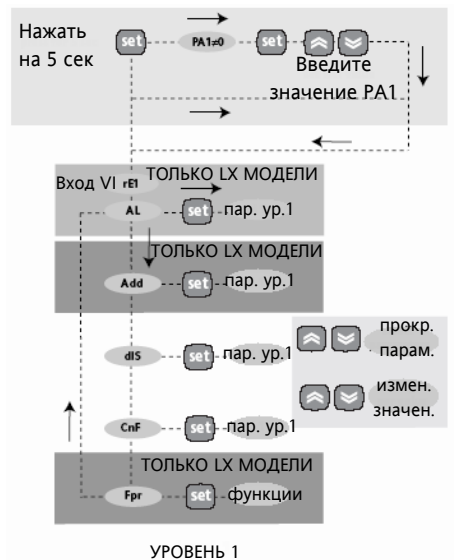 Нажать
на 5 сек
set PA1≠0 set
Введите
значение PA1
ТОЛЬКО LX МОДЕЛИ
Вход VI rE1
AL set пар. ур.1
ТОЛЬКО LX МОДЕЛИ
Add set пар. ур.1
прокр.
парам.
dIS set пар. ур.1
измен.
значен.
CnF set пар. ур.1
ТОЛЬКО LX МОДЕЛИ
Fpr set функции
УРОВЕНЬ 1